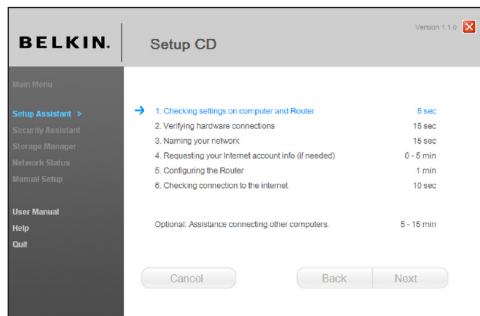 BELKIN.
Setup CD
Version 1.1.0
Main Menu
Setup Assistant >
Security Assistant
Storage Manager
Network Status
Manual Setup
User Manual
Help
Quit
1. Checking settings on computer and Router 5 sec
2. Verifying hardware connections 15 sec
3. Naming your network 15 sec
4. Requesting your Internet account info (if needed) 0 - 5 min
5. Configuring the Router 1 min
6. Checking connection to the internet 10 sec
Optional: Assistance connecting other computers. 5 - 15 min
Cancel
Back
Next